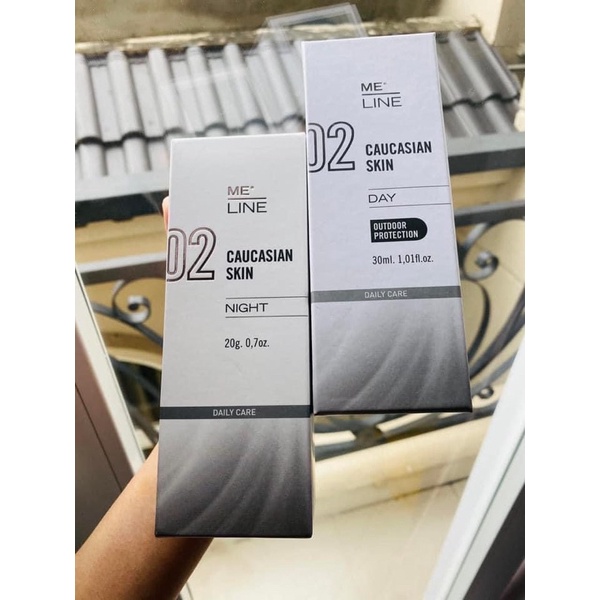 ME•
LINE
02
CAUCASIAN
SKIN
NIGHT
20g. 0,7oz.
DAILY CARE
ME•
LINE
02
CAUCASIAN
SKIN
DAY
OUTDOOR
PROTECTION
30ml. 1,01fl.oz.
DAILY CARE